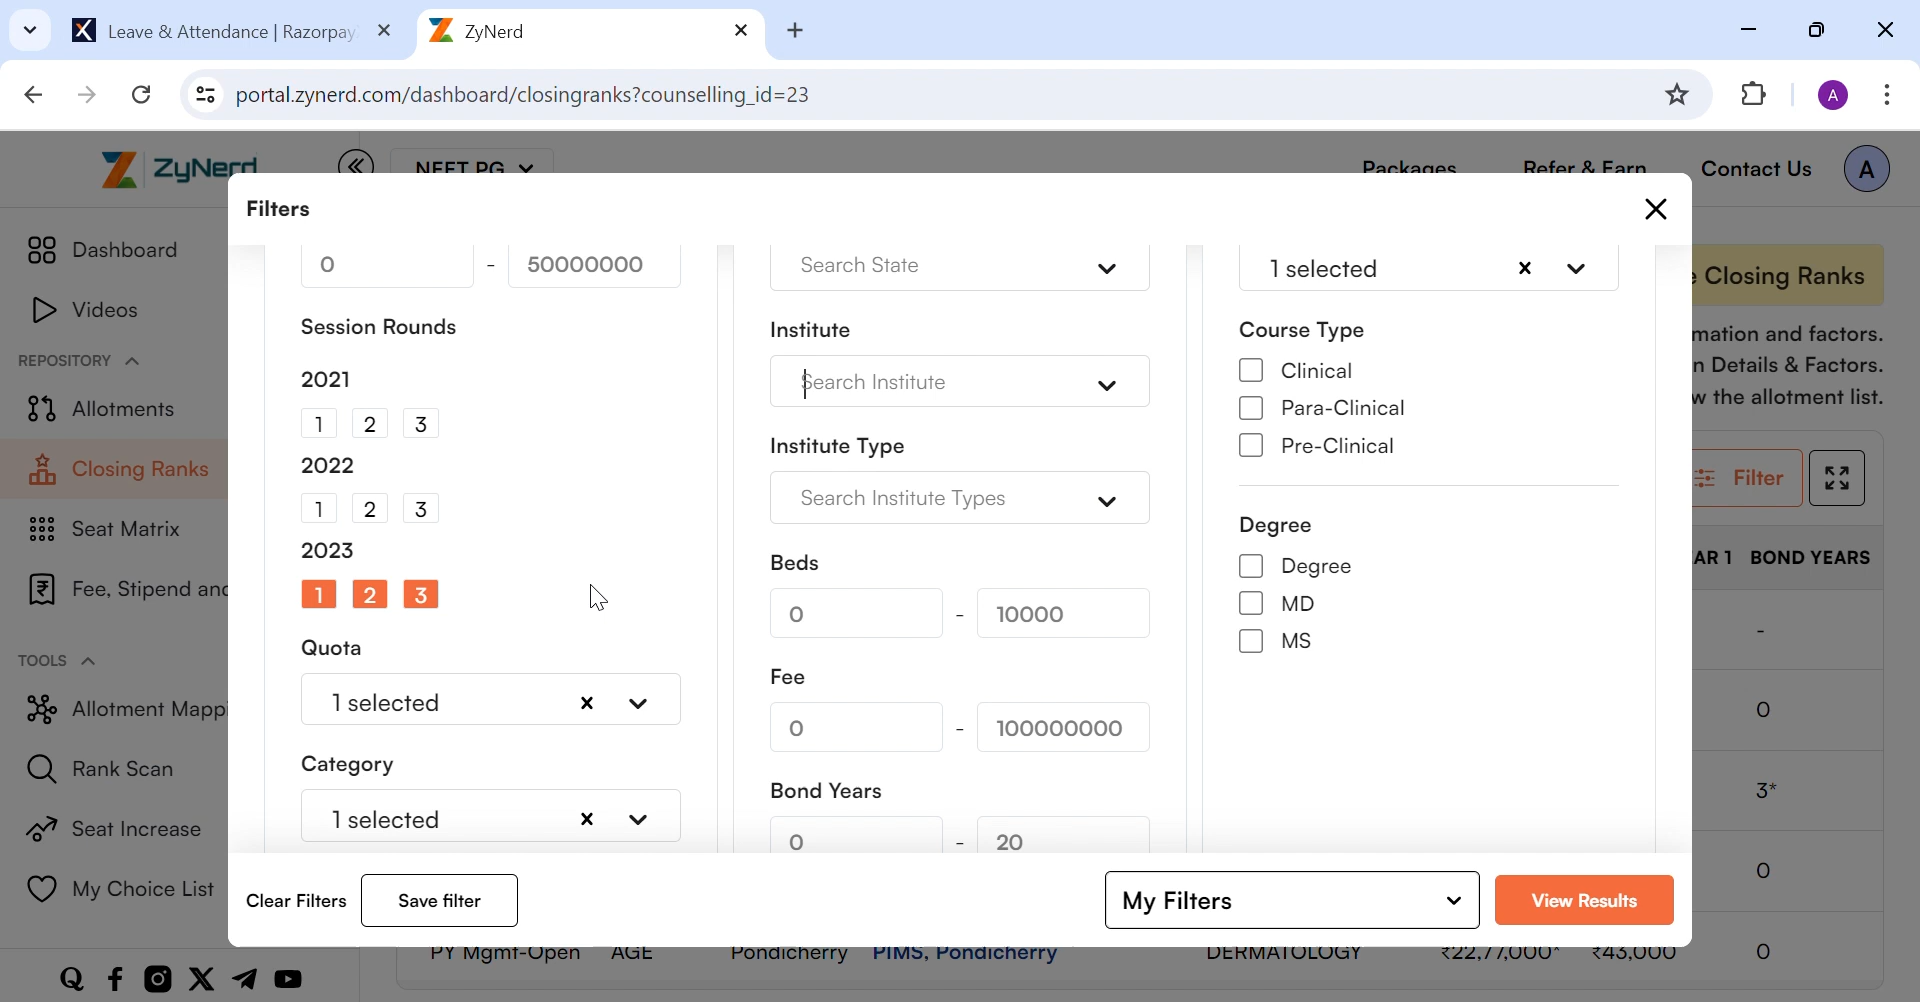 Leave & Attendance | Razorpay
ZyNerd
portal.zynerd.com/dashboard/closingranks?counselling_id=23
A
ZyNerd
NEET PG
Packages
Refer & Earn
Contact Us
A
Filters
Dashboard
Videos
REPOSITORY
Allotments
Closing Ranks
Seat Matrix
Fee, Stipend and
TOOLS
Allotment Mappi
Rank Scan
Seat Increase
My Choice List
0 - 50000000
Session Rounds
2021
1 2 3
2022
1 2 3
2023
1 2 3
Quota
1 selected
Category
1 selected
Search State
Institute
Search Institute
Institute Type
Search Institute Types
Beds
0 - 10000
Fee
0 - 100000000
Bond Years
0 - 20
1 selected
Course Type
Clinical
Para-Clinical
Pre-Clinical
Degree
Degree
MD
MS
Closing Ranks
mation and factors.
n Details & Factors.
w the allotment list.
Filter
AR 1 BOND YEARS
-
0
3*
0
0
Clear Filters
Save filter
My Filters
View Results
PY Mgmt-Open AGE Pondicherry PIMS, Pondicherry DERMATOLOGY ₹22,77,000* ₹43,000